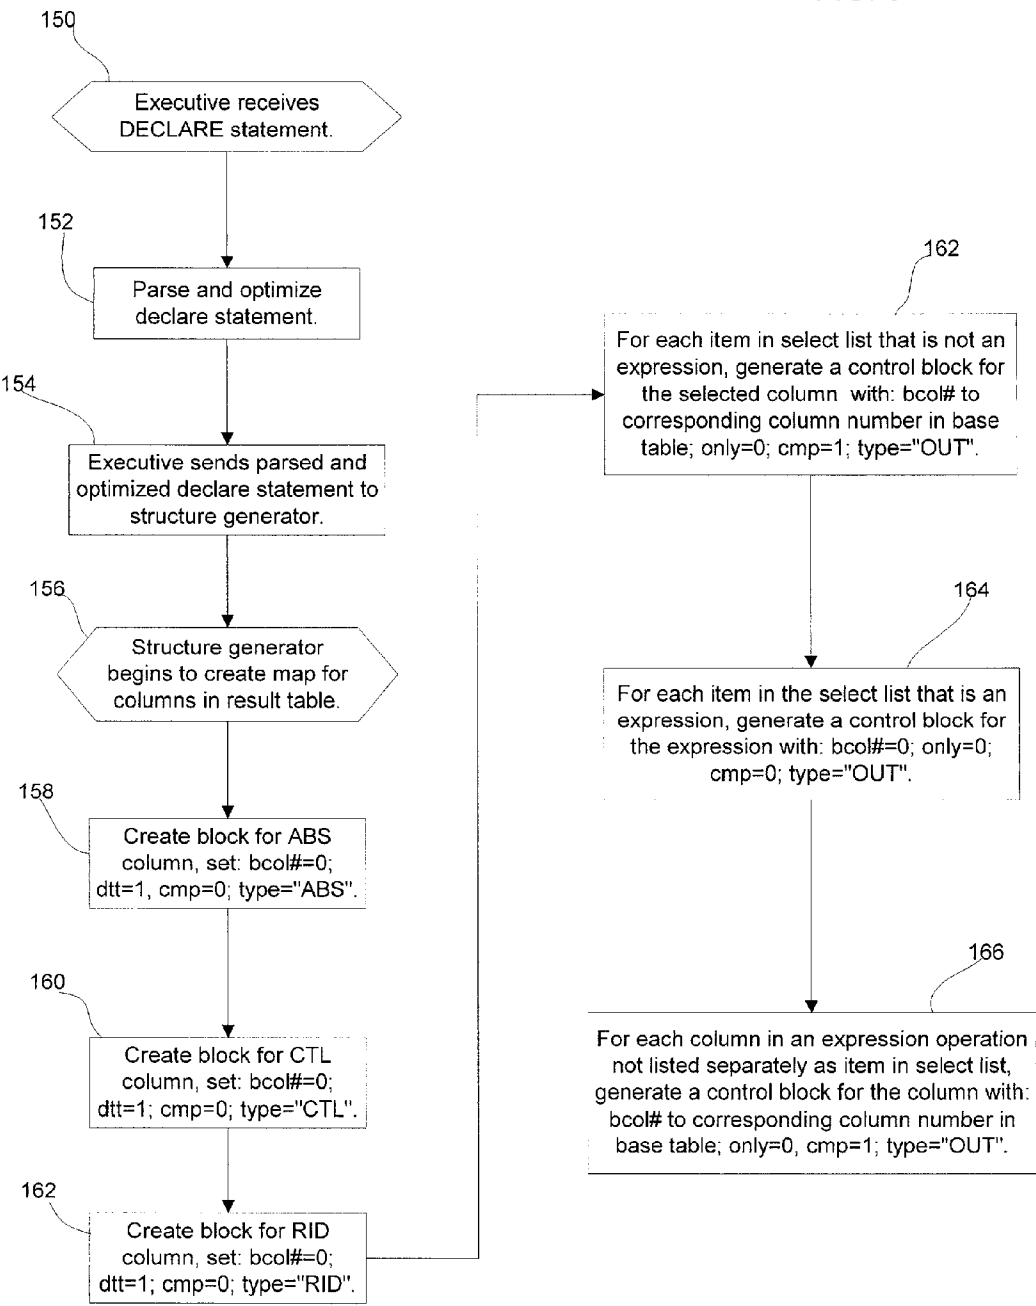 150
Executive receives
DECLARE statement.
152
Parse and optimize
declare statement.
154
Executive sends parsed and
optimized declare statement to
structure generator.
156
Structure generator
begins to create map for
columns in result table.
158
Create block for ABS
column, set: bcol#=0;
dtt=1, cmp=0; type="ABS".
160
Create block for CTL
column, set: bcol#=0;
dtt=1; cmp=0; type="CTL".
162
Create block for RID
column, set: bcol#=0;
dtt=1; cmp=0; type="RID".
162
For each item in select list that is not an
expression, generate a control block for
the selected column with: bcol# to
corresponding column number in base
table; only=0; cmp=1; type="OUT".
164
For each item in the select list that is an
expression, generate a control block for
the expression with: bcol#=0; only=0;
cmp=0; type="OUT".
166
For each column in an expression operation
not listed separately as item in select list,
generate a control block for the column with:
bcol# to corresponding column number in
base table; only=0, cmp=1; type="OUT".